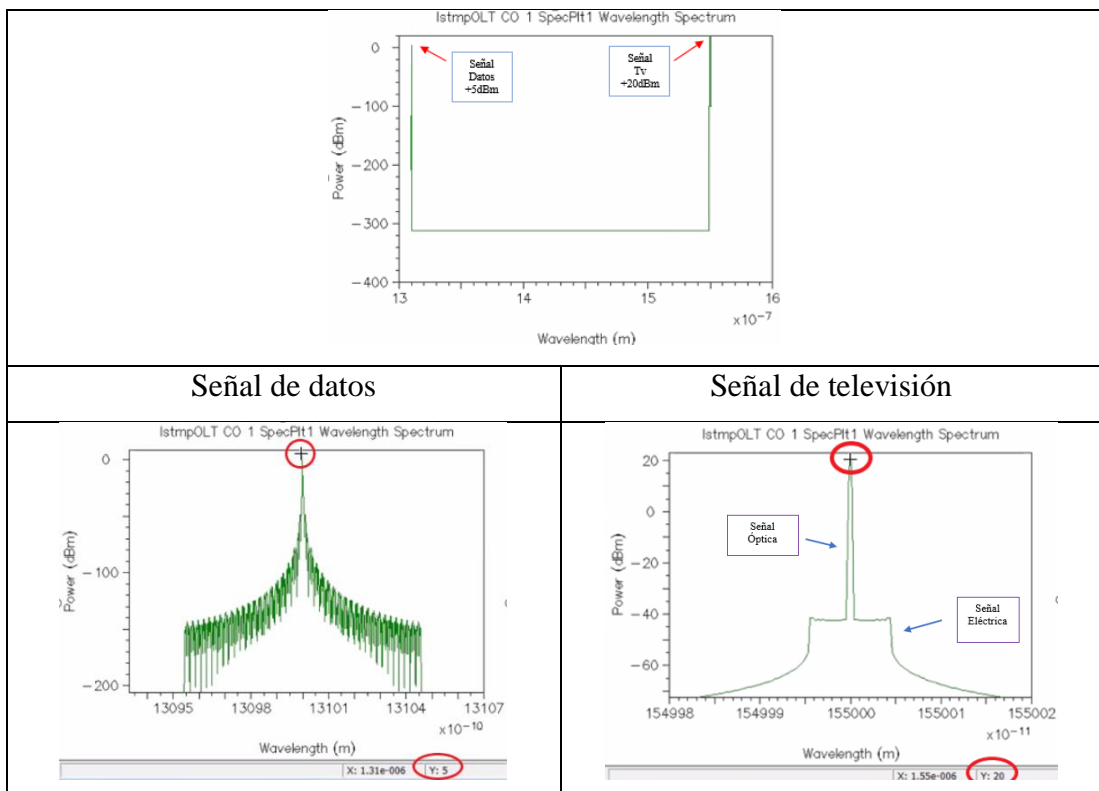 IstmpOLT CO 1 SpecPlt1 Wavelength Spectrum
0
−100
−200
−300
−400
Power (dBm)
Señal
Datos
+5dBm
Señal
Tv
+20dBm
13
14
15
16
x10⁻⁷
Wavelength (m)
Señal de datos
Señal de televisión
IstmpOLT CO 1 SpecPlt1 Wavelength Spectrum
0
−100
−200
Power (dBm)
13095
13098
13101
13104
13107
x10⁻¹⁰
Wavelength (m)
X: 1.31e-006
Y: 5
IstmpOLT CO 1 SpecPlt1 Wavelength Spectrum
20
0
−20
−40
−60
Power (dBm)
Señal
Óptica
Señal
Eléctrica
154998
154999
155000
155001
155002
x10⁻¹¹
Wavelength (m)
X: 1.55e-006
Y: 20